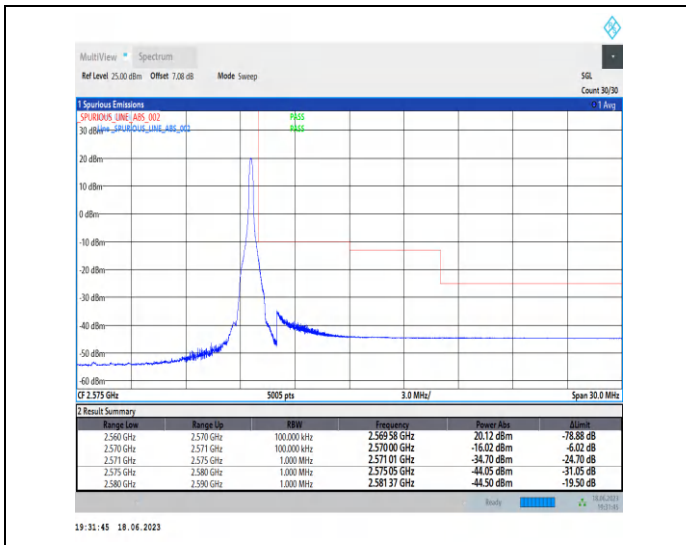 MultiView Spectrum
Ref Level 25.00 dBm Offset 7.08 dB Mode Sweep SGL
Count 30/30
1 Spurious Emissions 1 Avg
_SPURIOUS_LINE_ABS_002 PASS
30 dBm Line _SPURIOUS_LINE_ABS_002 PASS
20 dBm
10 dBm
0 dBm
-10 dBm
-20 dBm
-30 dBm
-40 dBm
-50 dBm
-60 dBm
CF 2.575 GHz 5005 pts 3.0 MHz/ Span 30.0 MHz
2 Result Summary
Range Low Range Up RBW Frequency Power Abs ΔLimit
2.560 GHz 2.570 GHz 100.000 kHz 2.569 58 GHz 20.12 dBm -78.88 dB
2.570 GHz 2.571 GHz 100.000 kHz 2.570 00 GHz -16.02 dBm -6.02 dB
2.571 GHz 2.575 GHz 1.000 MHz 2.571 01 GHz -34.70 dBm -24.70 dB
2.575 GHz 2.580 GHz 1.000 MHz 2.575 05 GHz -44.05 dBm -31.05 dB
2.580 GHz 2.590 GHz 1.000 MHz 2.581 37 GHz -44.50 dBm -19.50 dB
Ready 18.06.2023
19:31:45
19:31:45 18.06.2023